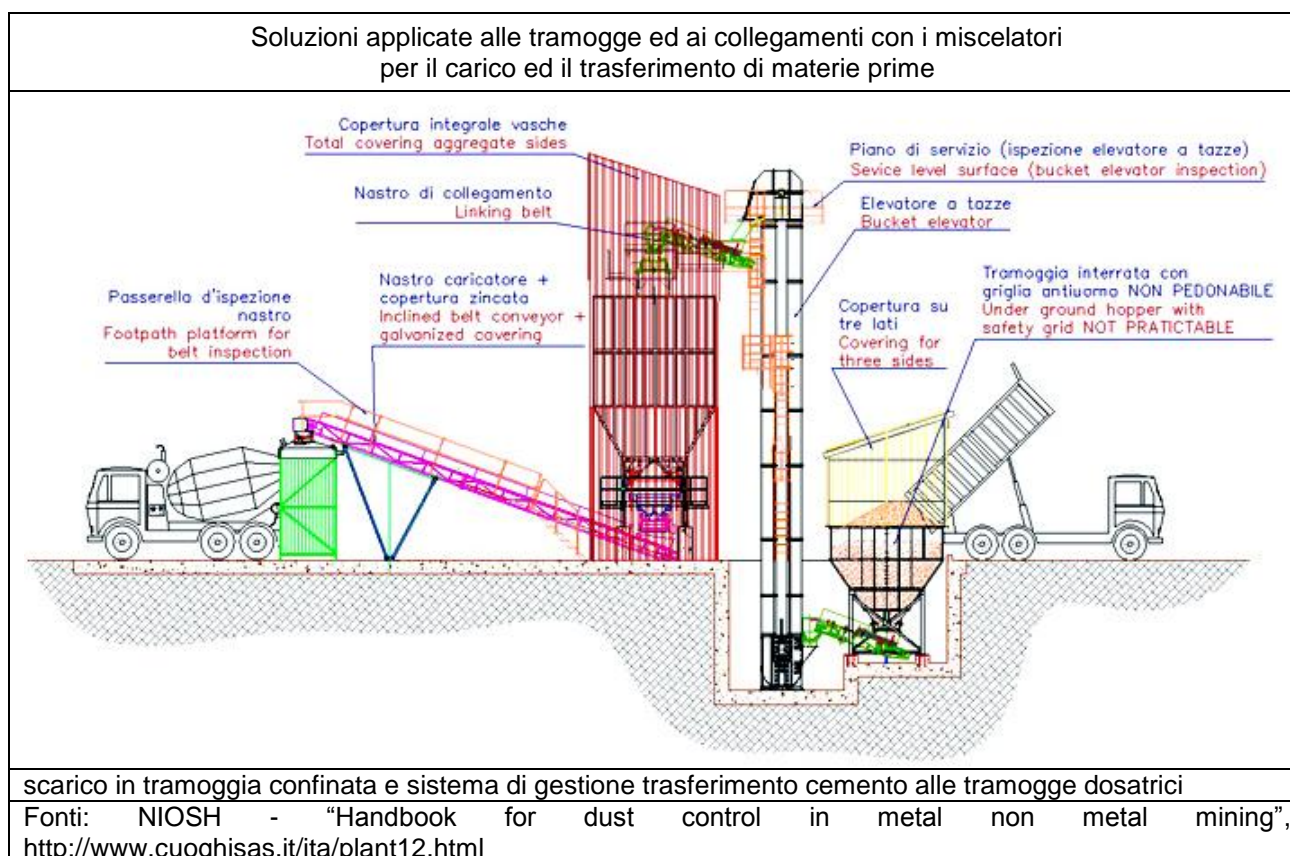 Soluzioni applicate alle tramogge ed ai collegamenti con i miscelatori
per il carico ed il trasferimento di materie prime
Copertura integrale vasche
Total covering aggregate sides
Nastro di collegamento
Linking belt
Nastro caricatore +
copertura zincata
Inclined belt conveyor +
galvanized covering
Passerella d'ispezione
nastro
Footpath platform for
belt inspection
Piano di servizio (ispezione elevatore a tazze)
Sevice level surface (bucket elevator inspection)
Elevatore a tazze
Bucket elevator
Tramoggia interrata con
griglia antiuomo NON PEDONABILE
Under ground hopper with
safety grid NOT PRATICTABLE
Copertura su
tre lati
Covering for
three sides
scarico in tramoggia confinata e sistema di gestione trasferimento cemento alle tramogge dosatrici
Fonti: NIOSH - “Handbook for dust control in metal non metal mining”,
http://www.cuoghisas.it/ita/plant12.html